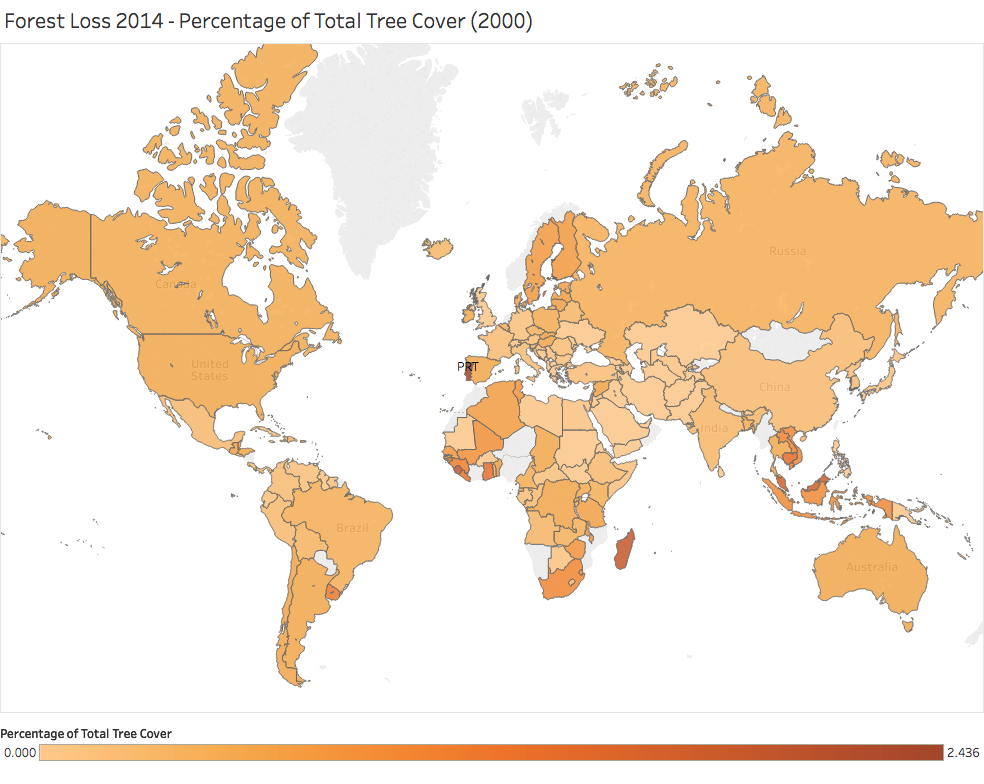 Forest Loss 2014 - Percentage of Total Tree Cover (2000)
Russia
Canada
United
States
PRT
China
India
Brazil
Australia
Percentage of Total Tree Cover
0.000
2.436